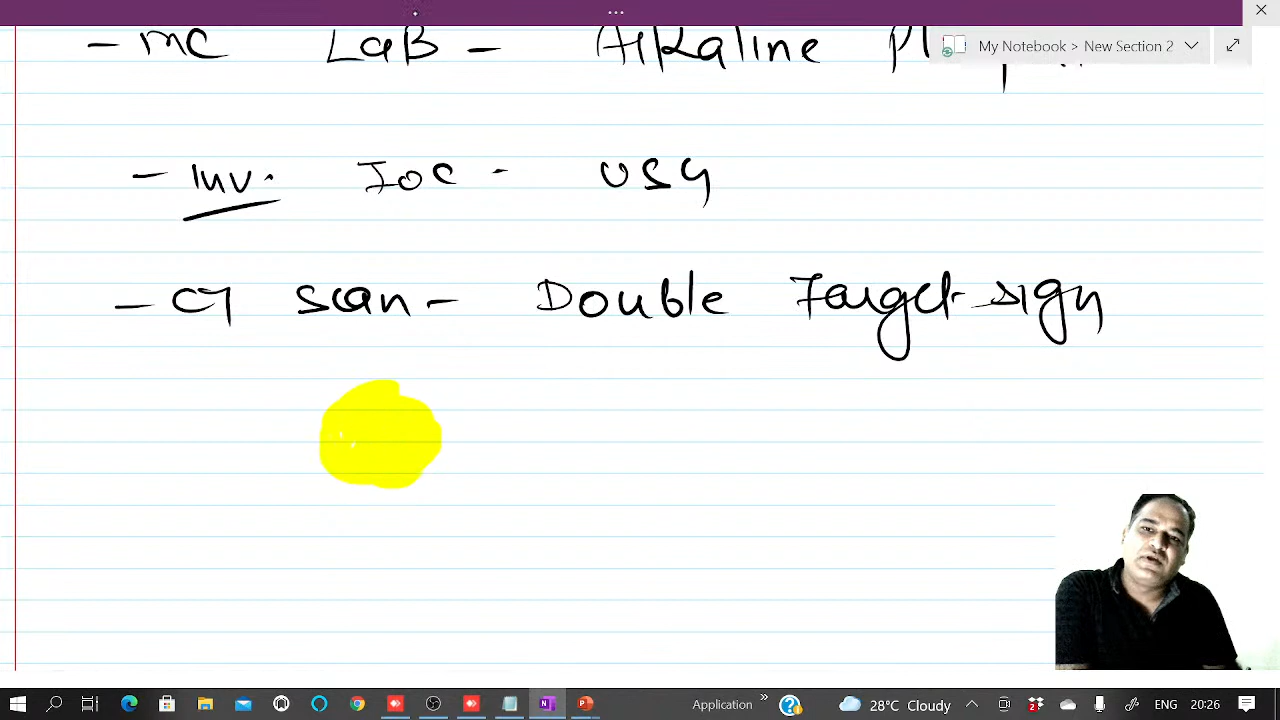 - mc LaB - Alkaline
My Notebook > New Section 2
- Inv. IOC - USG
- CT Scan - Double Target sign
Application
28°C Cloudy
ENG
20:26